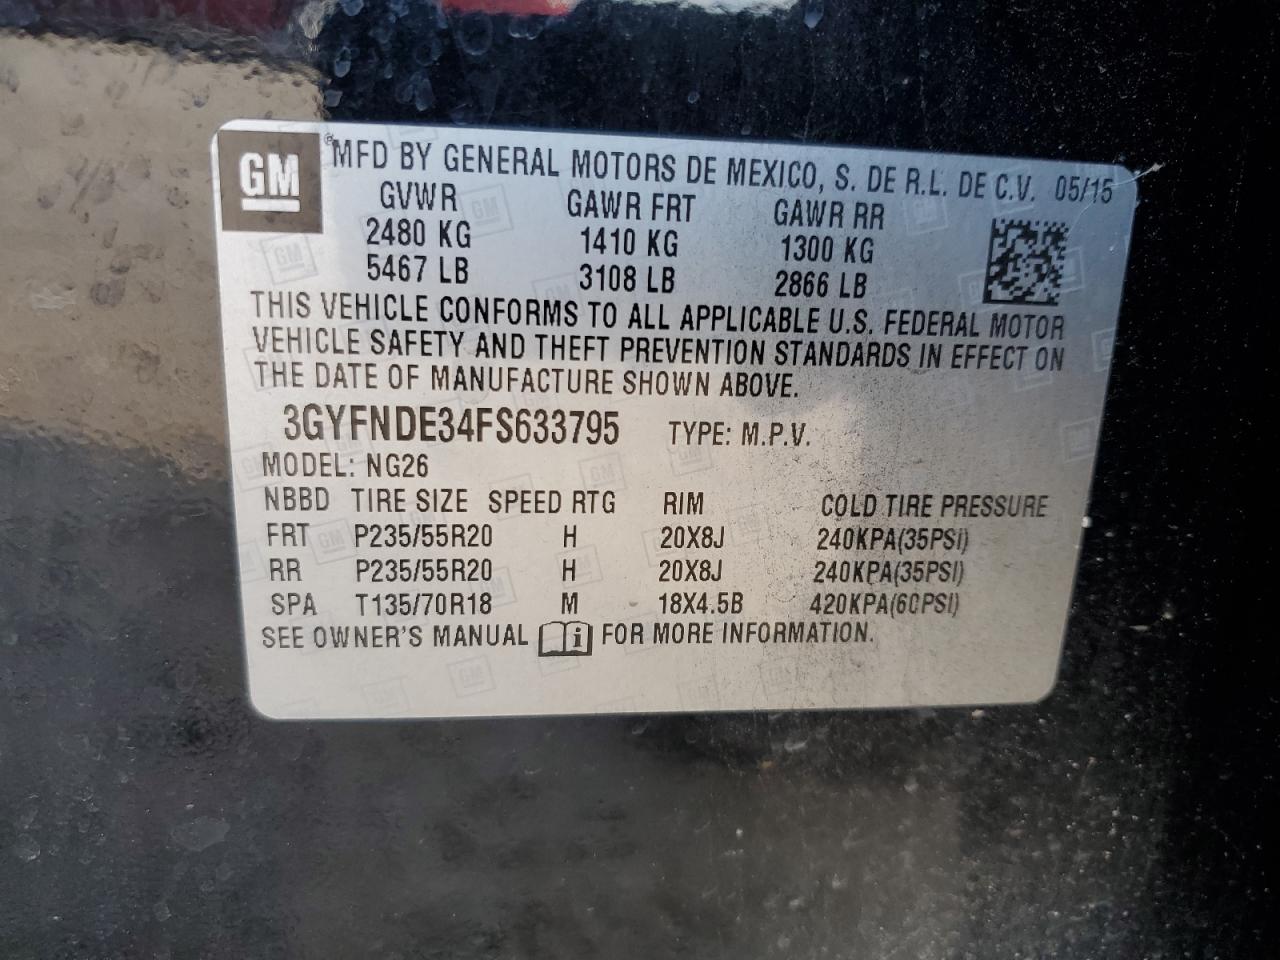 GM
® MFD BY GENERAL MOTORS DE MEXICO, S. DE R.L. DE C.V. 05/15
GVWR GAWR FRT GAWR RR
2480 KG 1410 KG 1300 KG
5467 LB 3108 LB 2866 LB
THIS VEHICLE CONFORMS TO ALL APPLICABLE U.S. FEDERAL MOTOR
VEHICLE SAFETY AND THEFT PREVENTION STANDARDS IN EFFECT ON
THE DATE OF MANUFACTURE SHOWN ABOVE.
3GYFNDE34FS633795 TYPE: M.P.V.
MODEL: NG26
NBBD TIRE SIZE SPEED RTG RIM COLD TIRE PRESSURE
FRT P235/55R20 H 20X8J 240KPA(35PSI)
RR P235/55R20 H 20X8J 240KPA(35PSI)
SPA T135/70R18 M 18X4.5B 420KPA(60PSI)
SEE OWNER'S MANUAL i FOR MORE INFORMATION.